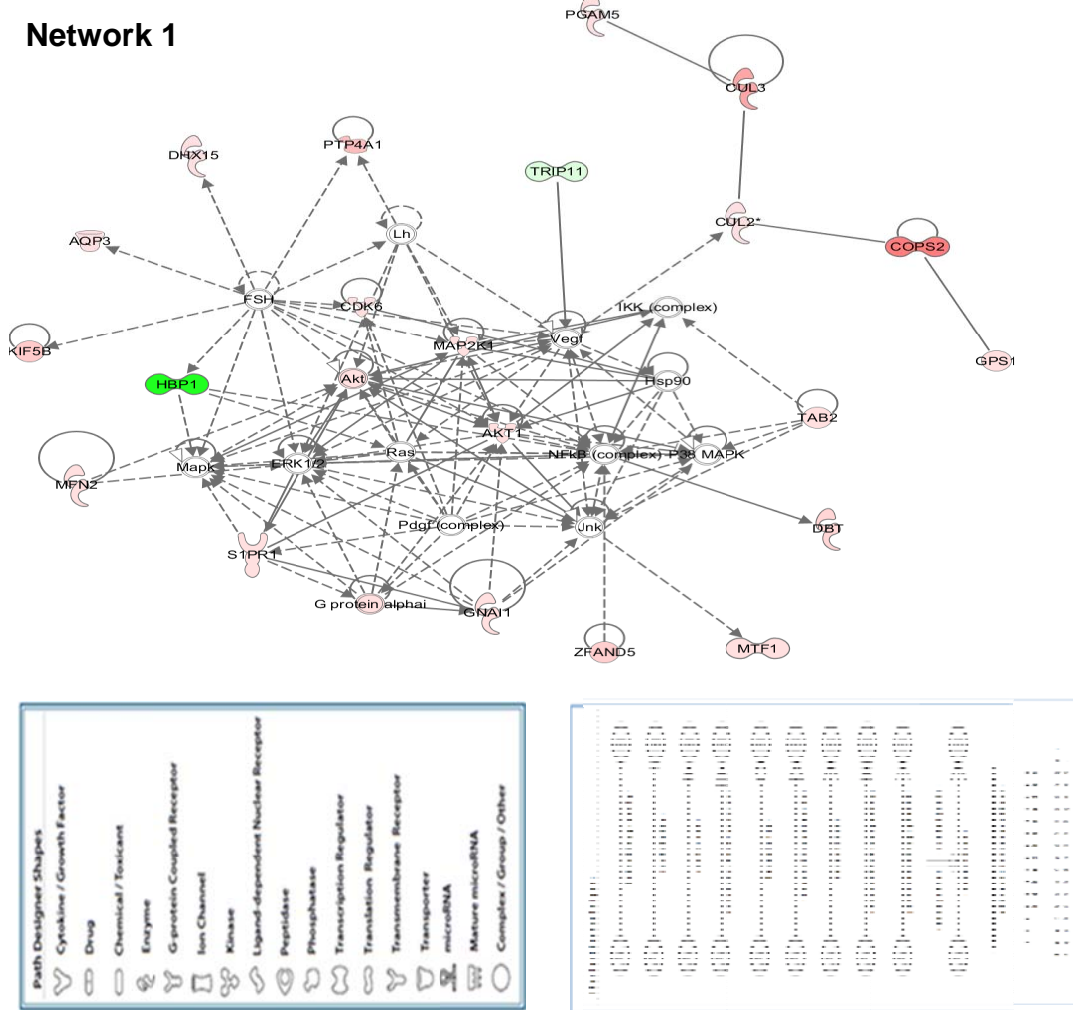 Network 1
PGAM5
CUL3
PTP4A1
DHX15
TRIP11
CUL2*
Lh
AQP3
COPS2
FSH
CDK6
IKK (complex)
Vegf
MAP2K1
KIF5B
GPS1
HBP1
Akt
Hsp90
TAB2
AKT1
Ras
NFkB (complex)
P38 MAPK
Mapk
ERK1/2
MFN2
Pdgf (complex)
Jnk
DBT
S1PR1
G protein alphai
GNAI1
ZFAND5
MTF1
Path Designer Shapes
Cytokine / Growth Factor
Drug
Chemical / Toxicant
Enzyme
G-protein Coupled Receptor
Ion Channel
Kinase
Ligand-dependent Nuclear Receptor
Peptidase
Phosphatase
Transcription Regulator
Translation Regulator
Transmembrane Receptor
Transporter
microRNA
Mature microRNA
Complex / Group / Other